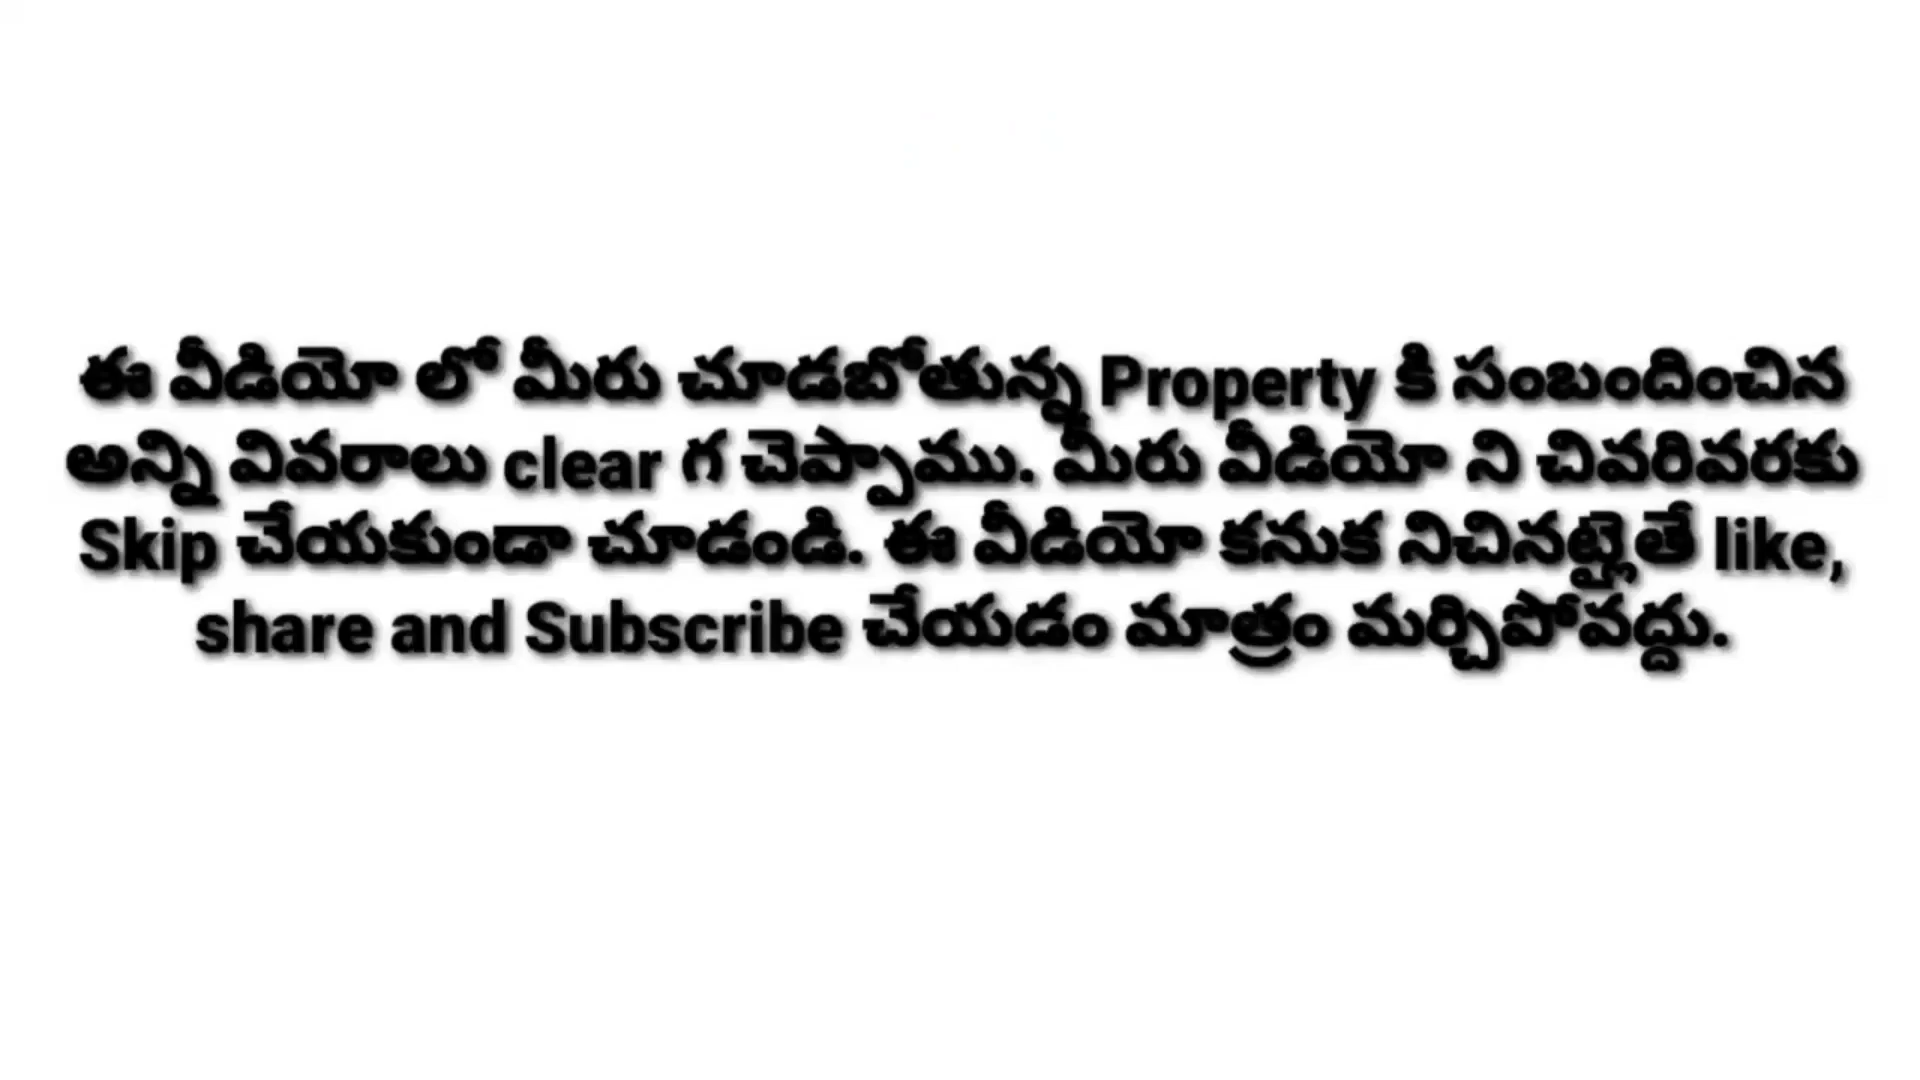 ఈ వీడియో లో మీరు చూడబోతున్న Property కి సంబందించిన
అన్ని వివరాలు clear గ చెప్పాము. మీరు వీడియో ని చివరివరకు
Skip చేయకుండా చూడండి. ఈ వీడియో కనుక నిచినట్లైతే like,
share and Subscribe చేయడం మాత్రం మర్చిపోవద్దు.